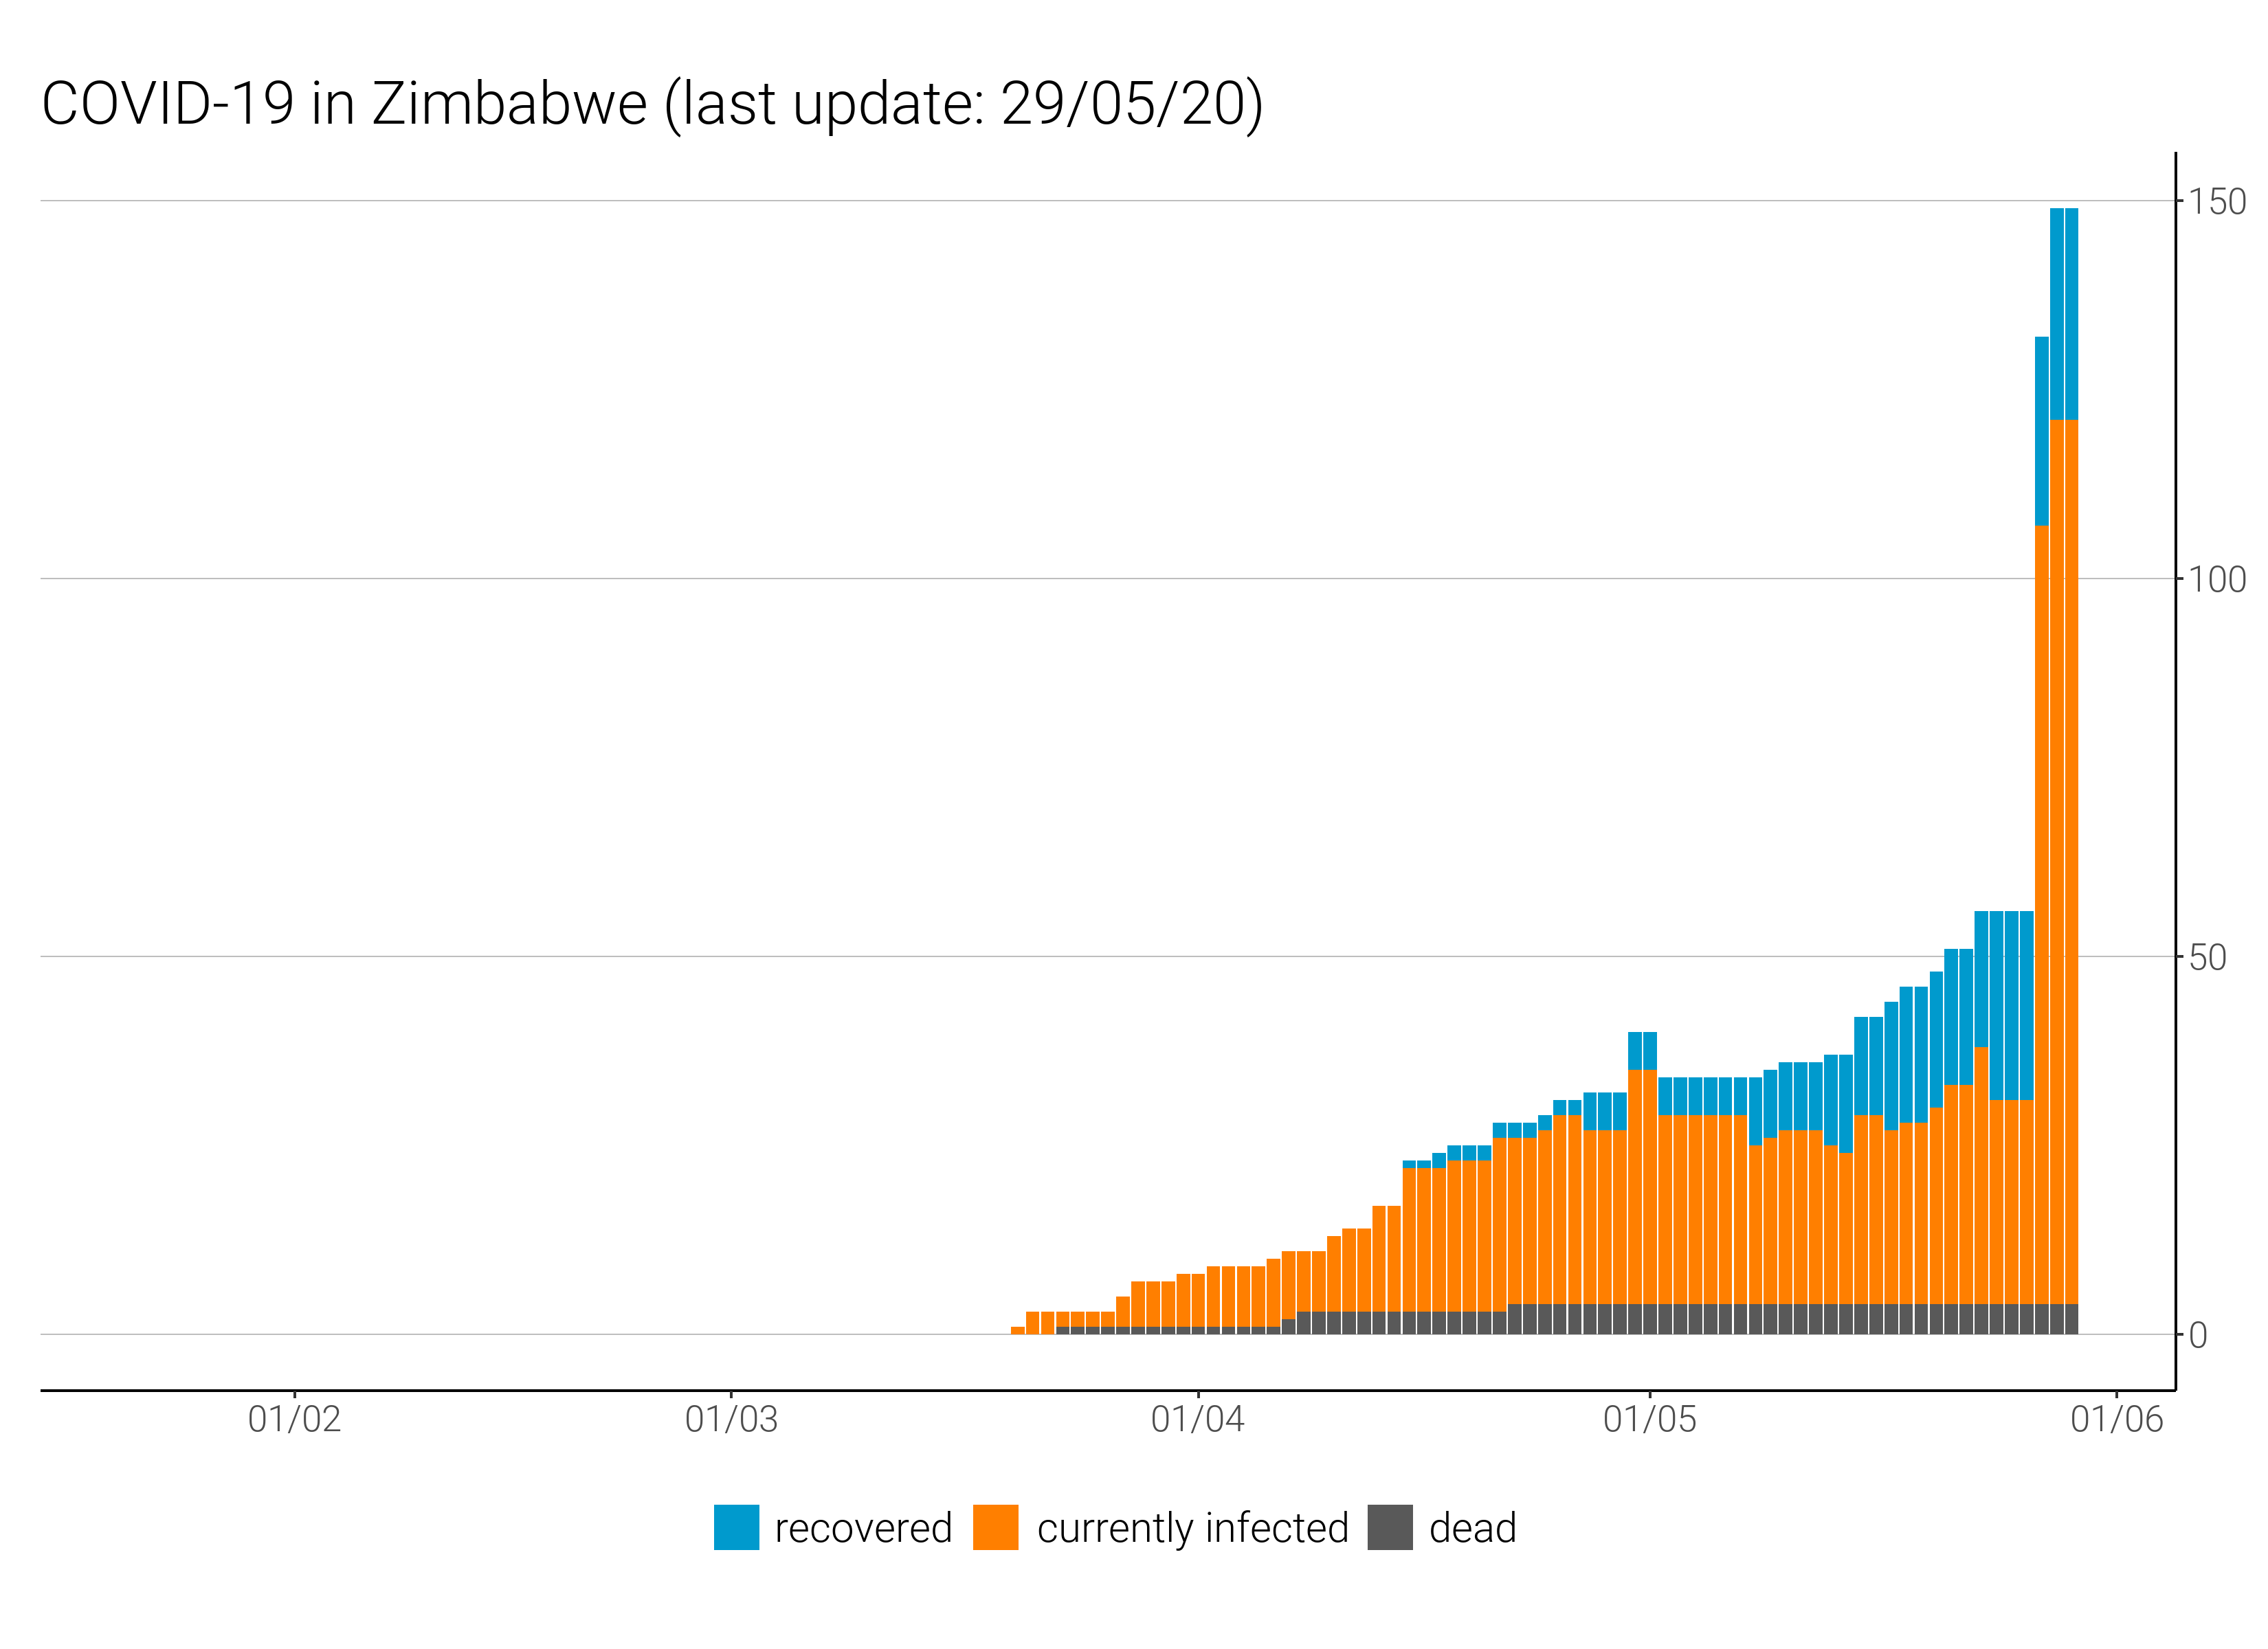 COVID-19 in Zimbabwe (last update: 29/05/20)
150
100
50
0
01/02 01/03 01/04 01/05 01/06
recovered currently infected dead